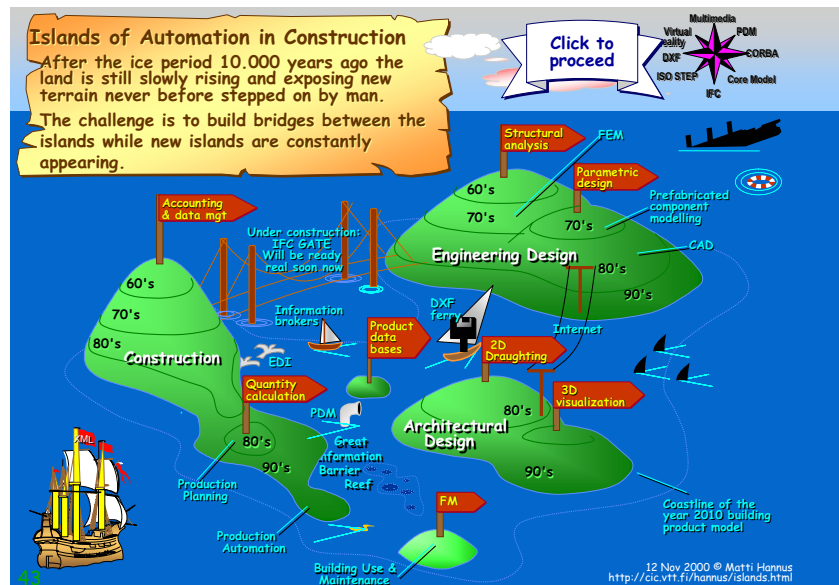 Islands of Automation in Construction
After the ice period 10.000 years ago the
land is still slowly rising and exposing new
terrain never before stepped on by man.
The challenge is to build bridges between the
islands while new islands are constantly
appearing.
Click to
proceed
Multimedia
Virtual
eality
PDM
DXF
CORBA
ISO STEP
Core Model
IFC
Structural
analysis
FEM
Parametric
design
60's
70's
70's
Prefabricated
component
modelling
CAD
Engineering Design
80's
90's
Accounting
& data mgt
Under construction:
IFC GATE
Will be ready
real soon now
60's
70's
80's
Construction
Information
brokers
DXF
ferry
Internet
Product
data
bases
2D
Draughting
EDI
Quantity
calculation
3D
visualization
80's
Architectural
Design
90's
PDM
80's
90's
Great
nformation
Barrier
Reef
Production
Planning
Production
Automation
XML
FM
Building Use &
Maintenance
Coastline of the
year 2010 building
product model
12 Nov 2000 © Matti Hannus
http://cic.vtt.fi/hannus/islands.html
43